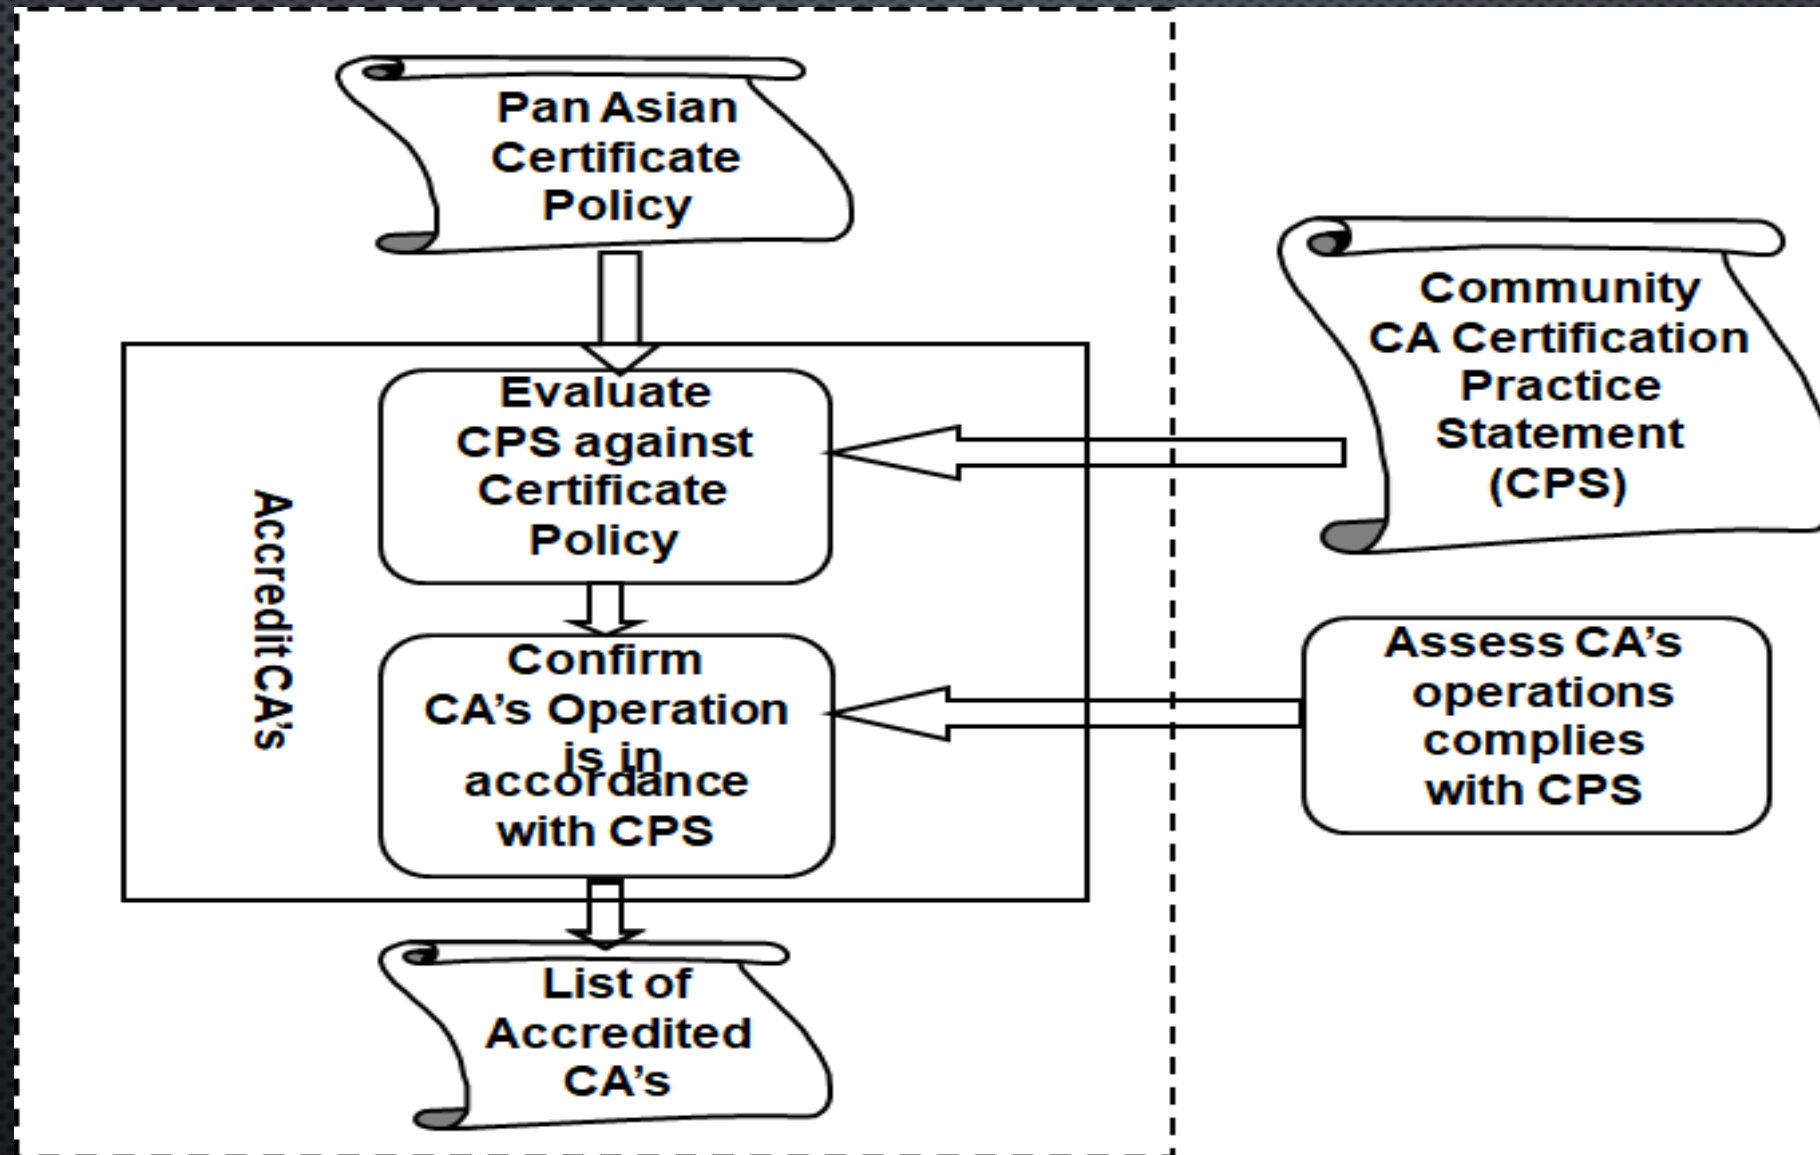 Pan Asian
Certificate
Policy
Evaluate
CPS against
Certificate
Policy
Accredit CA's
Confirm
CA's Operation
is in
accordance
with CPS
List of
Accredited
CA's
Community
CA Certification
Practice
Statement
(CPS)
Assess CA's
operations
complies
with CPS